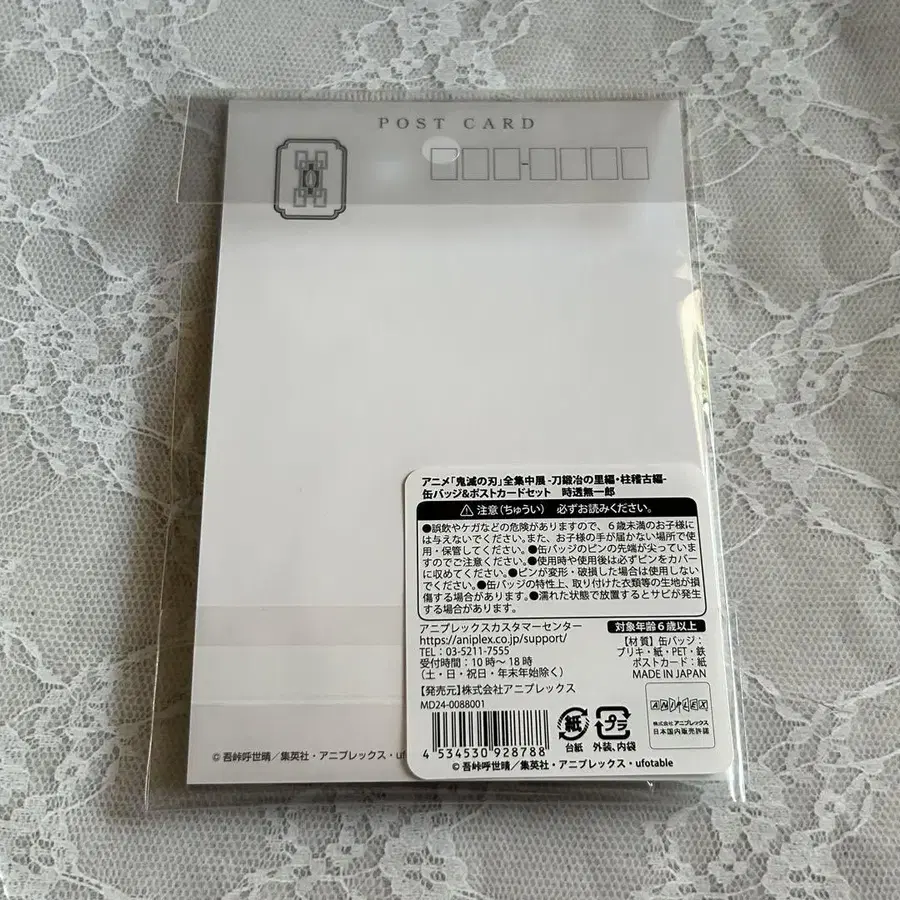 POST CARD
アニメ「鬼滅の刃」全集中展 -刀鍛冶の里編・柱稽古編-
缶バッジ&ポストカードセット　時透無一郎
注意（ちゅうい）　必ずお読みください。
●誤飲やケガなどの危険がありますので、6歳未満のお子様に
は与えないでください。また、お子様の手が届かない場所で使
用・保管してください。●缶バッジのピンの先端が尖っていま
すのでご注意ください。●使用時や使用後は必ずピンをカバー
に収めてください。●ピンが変形・破損した場合は使用しない
でください。●缶バッジの特性上、取り付けた衣類等の生地が損
傷する場合があります。●濡れた状態で放置するとサビが発生
する場合があります。
アニプレックスカスタマーセンター
https://aniplex.co.jp/support/
TEL：03-5211-7555
受付時間：10時～18時
（土・日・祝日・年末年始除く）
【発売元】株式会社アニプレックス
MD24-0088001
対象年齢6歳以上
【材質】缶バッジ：
ブリキ・紙・PET・鉄
ポストカード：紙
MADE IN JAPAN
4 534530 928788
紙
台紙
プラ
外装、内袋
ANIPLEX
株式会社アニプレックス
日本国内販売許諾
© 吾峠呼世晴／集英社・アニプレックス・ufotable
© 吾峠呼世晴／集英社・アニプレックス・ufo